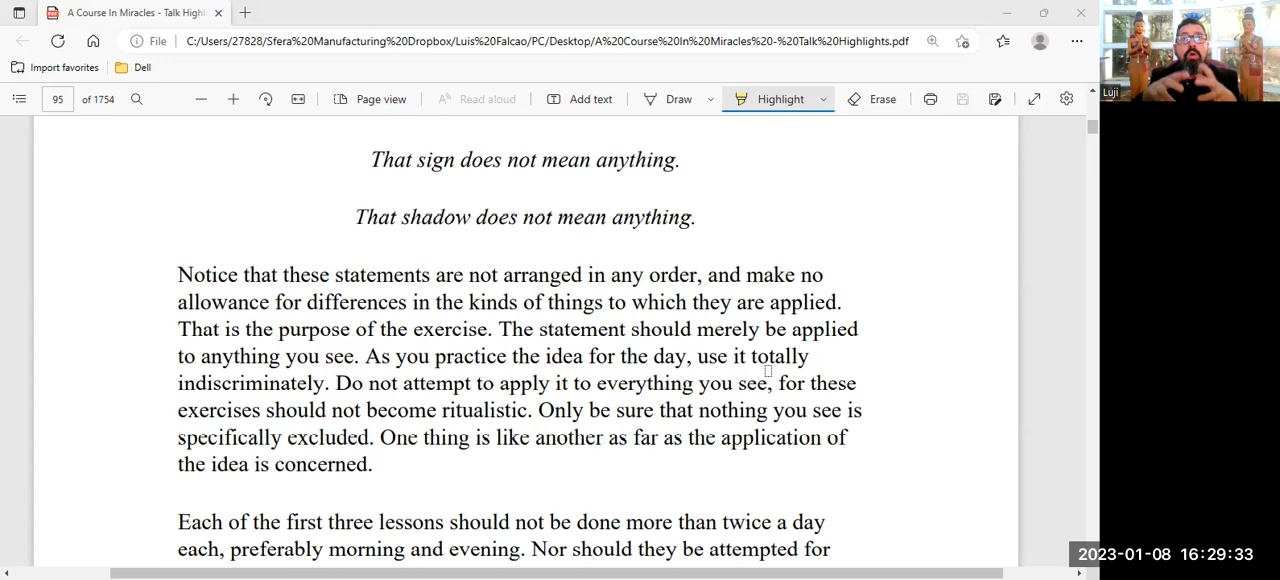 A Course In Miracles - Talk Highl
File
C:/Users/27828/Sfera%20Manufacturing%20Dropbox/Luis%20Falcao/PC/Desktop/A%20Course%20In%20Miracles%20-%20Talk%20Highlights.pdf
Import favorites
Dell
95 of 1754
Page view
Read aloud
Add text
Draw
Highlight
Erase
Luji
That sign does not mean anything.
That shadow does not mean anything.
Notice that these statements are not arranged in any order, and make no
allowance for differences in the kinds of things to which they are applied.
That is the purpose of the exercise. The statement should merely be applied
to anything you see. As you practice the idea for the day, use it totally
indiscriminately. Do not attempt to apply it to everything you see, for these
exercises should not become ritualistic. Only be sure that nothing you see is
specifically excluded. One thing is like another as far as the application of
the idea is concerned.
Each of the first three lessons should not be done more than twice a day
each, preferably morning and evening. Nor should they be attempted for
2023-01-08 16:29:33